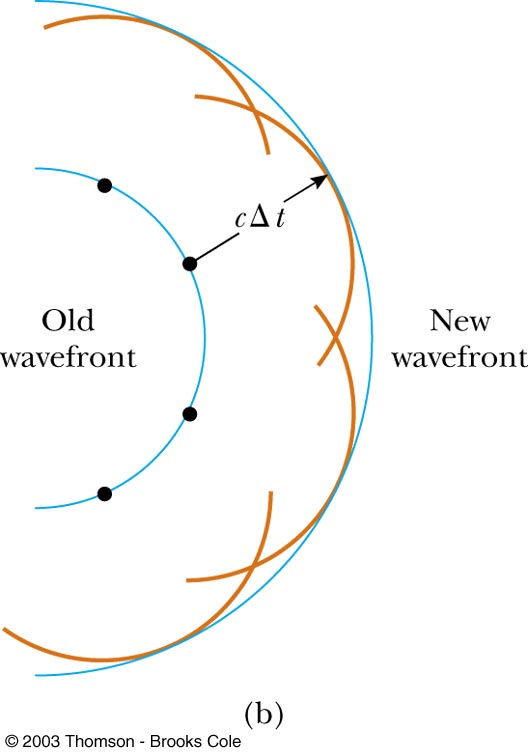 cΔt
Old
wavefront
New
wavefront
(b)
© 2003 Thomson - Brooks Cole